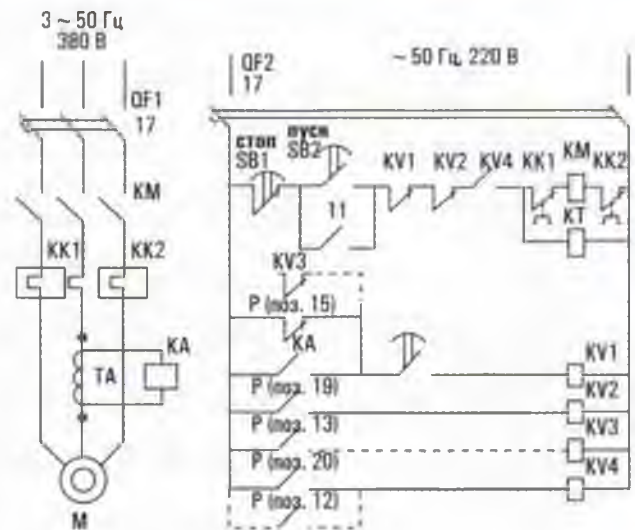 3 ~ 50 Гц
380 В
QF1
17
KM
KK1
KK2
KA
TA
M
QF2
17
~ 50 Гц, 220 В
стоп
SB1
пуск
SB2
KV1
KV2
KV4
KK1
KM
KK2
11
KT
KV3
P (поз. 15)
KA
P (поз. 19)
P (поз. 13)
P (поз. 20)
P (поз. 12)
KV1
KV2
KV3
KV4